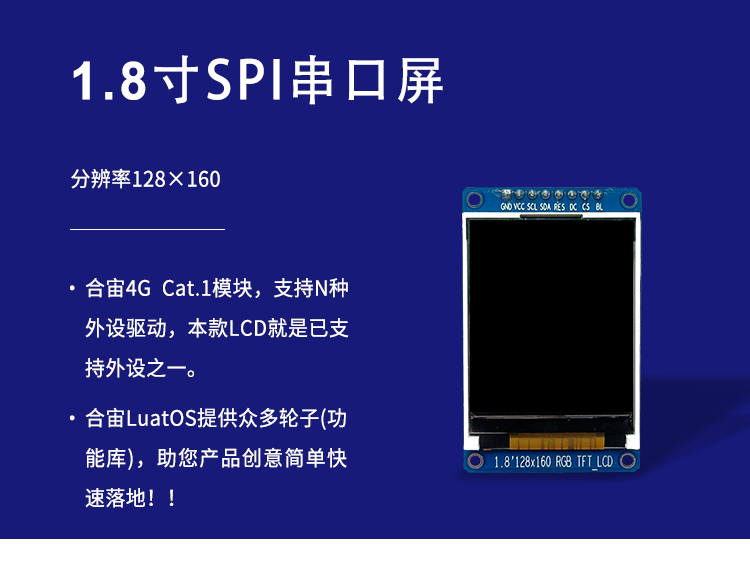 1.8寸SPI串口屏
分辨率128×160
· 合宙4G Cat.1模块，支持N种
外设驱动，本款LCD就是已支
持外设之一。
· 合宙LuatOS提供众多轮子(功
能库)，助您产品创意简单快
速落地！！
GND VCC SCL SDA RES DC CS BL
1.8'128x160 RGB TFT_LCD